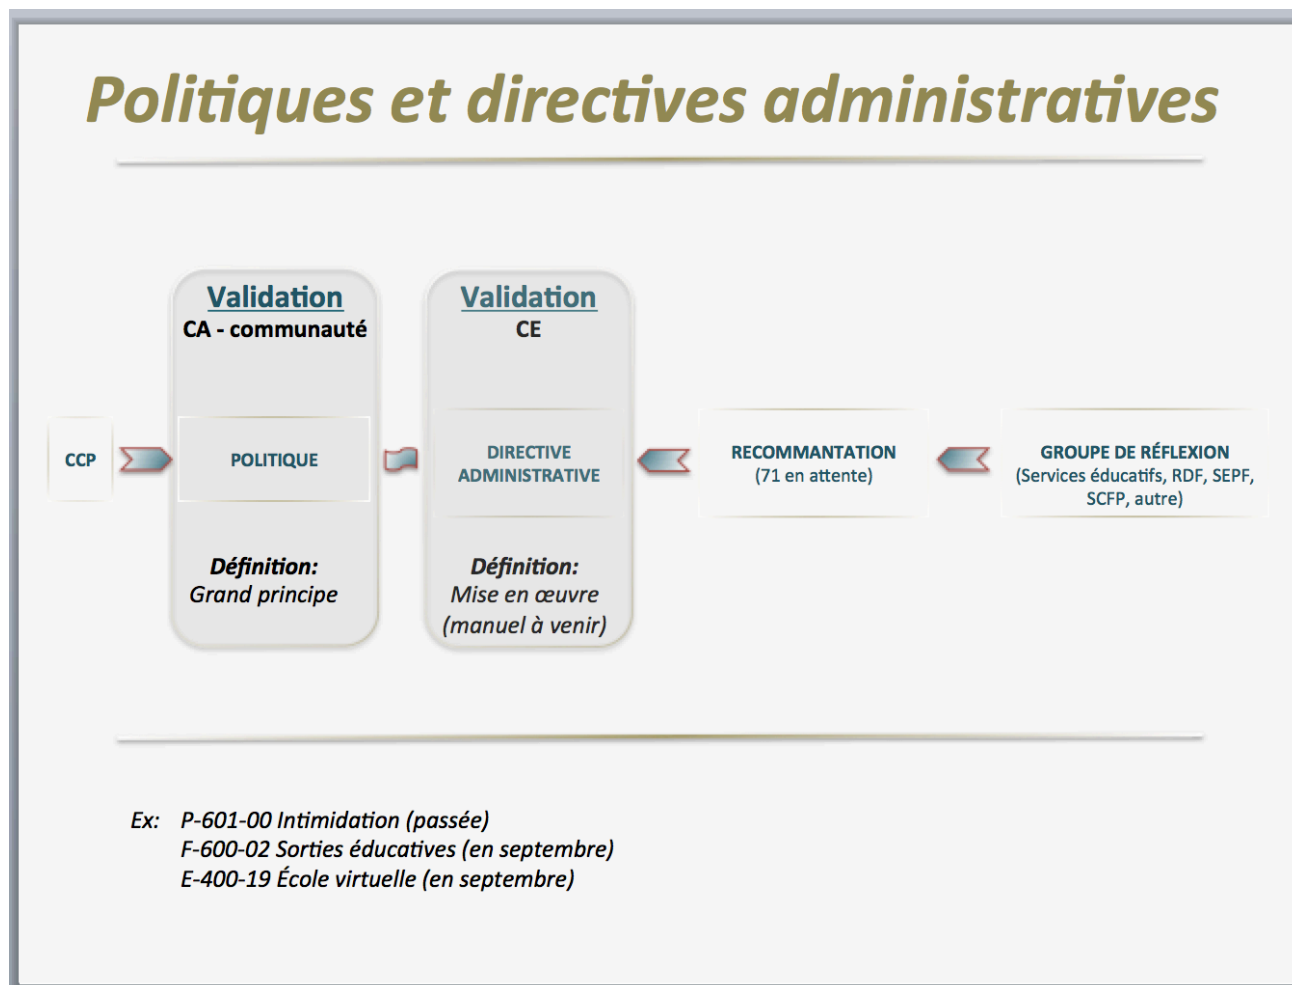 Politiques et directives administratives
Validation
CA - communauté
Validation
CE
CCP
POLITIQUE
DIRECTIVE
ADMINISTRATIVE
RECOMMANTATION
(71 en attente)
GROUPE DE RÉFLEXION
(Services éducatifs, RDF, SEPF,
SCFP, autre)
Définition:
Grand principe
Définition:
Mise en œuvre
(manuel à venir)
Ex: P-601-00 Intimidation (passée)
F-600-02 Sorties éducatives (en septembre)
E-400-19 École virtuelle (en septembre)